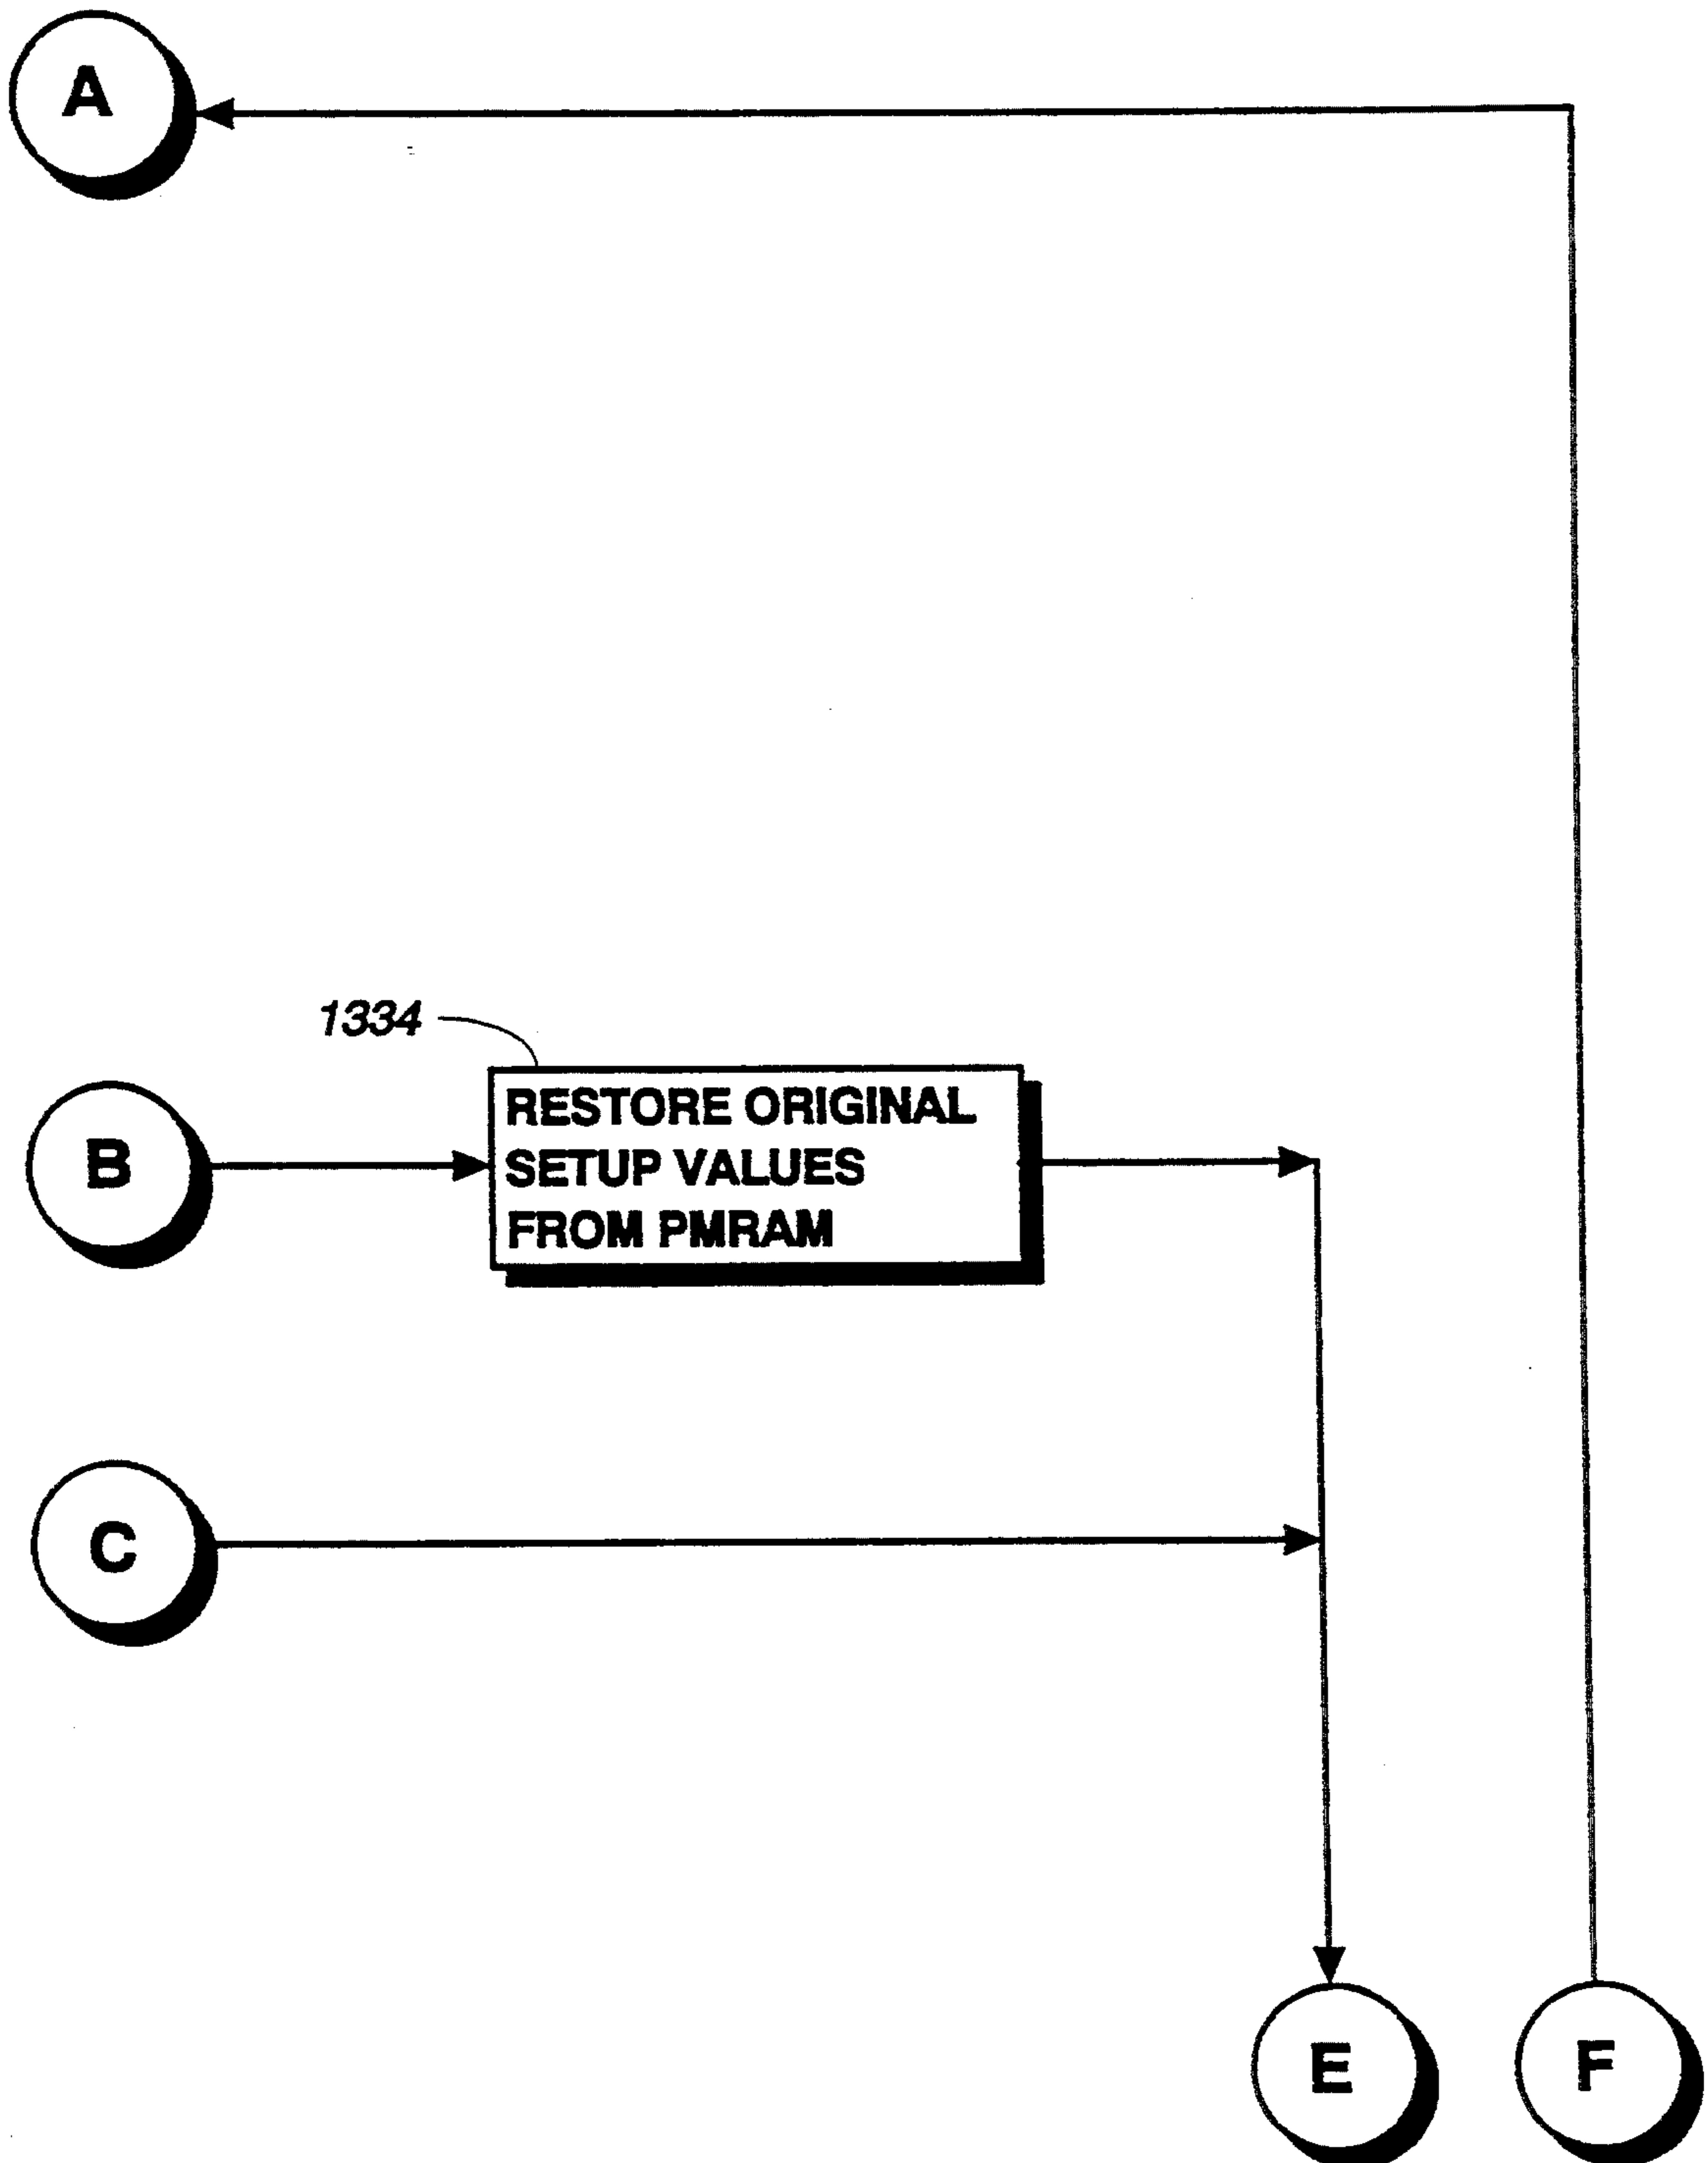 A
1334
RESTORE ORIGINAL
SETUP VALUES
FROM PMRAM
B
C
E
F